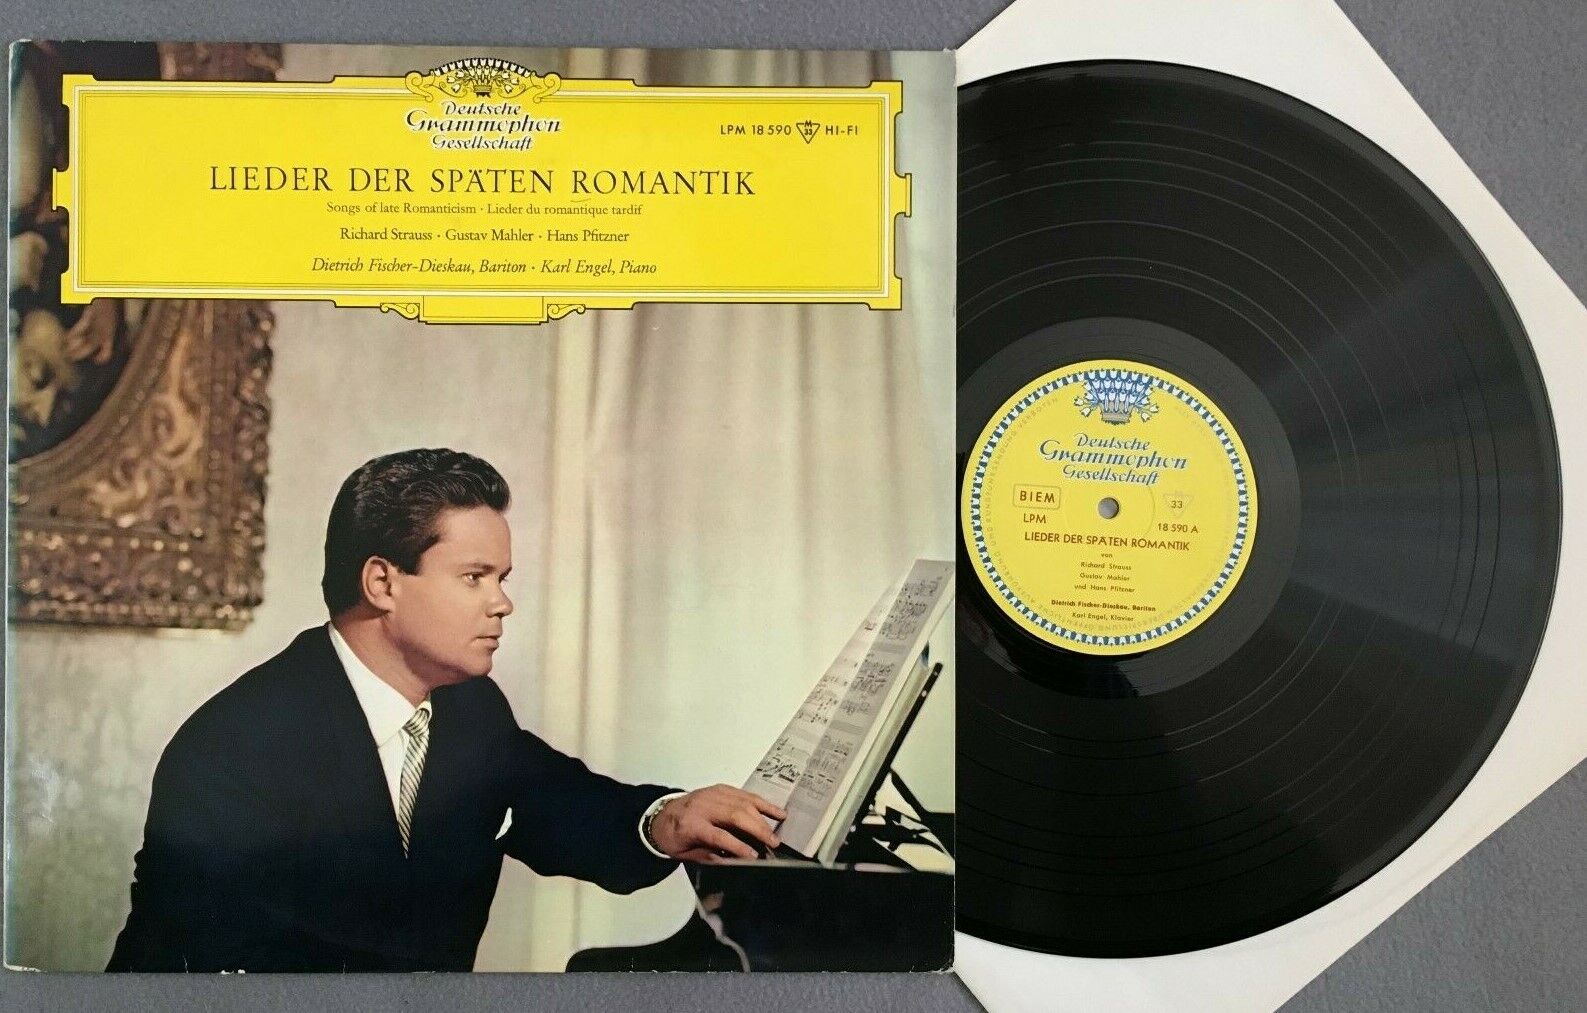 Deutsche
Grammophon
Gesellschaft
LPM 18 590 M 33 HI-FI
LIEDER DER SPÄTEN ROMANTIK
Songs of late Romanticism · Lieder du romantique tardif
Richard Strauss · Gustav Mahler · Hans Pfitzner
Dietrich Fischer-Dieskau, Bariton · Karl Engel, Piano
Deutsche
Grammophon
Gesellschaft
BIEM
33
LPM
18 590 A
LIEDER DER SPÄTEN ROMANTIK
von
Richard Strauss
Gustav Mahler
und Hans Pfitzner
Dietrich Fischer-Dieskau, Bariton
Karl Engel, Klavier